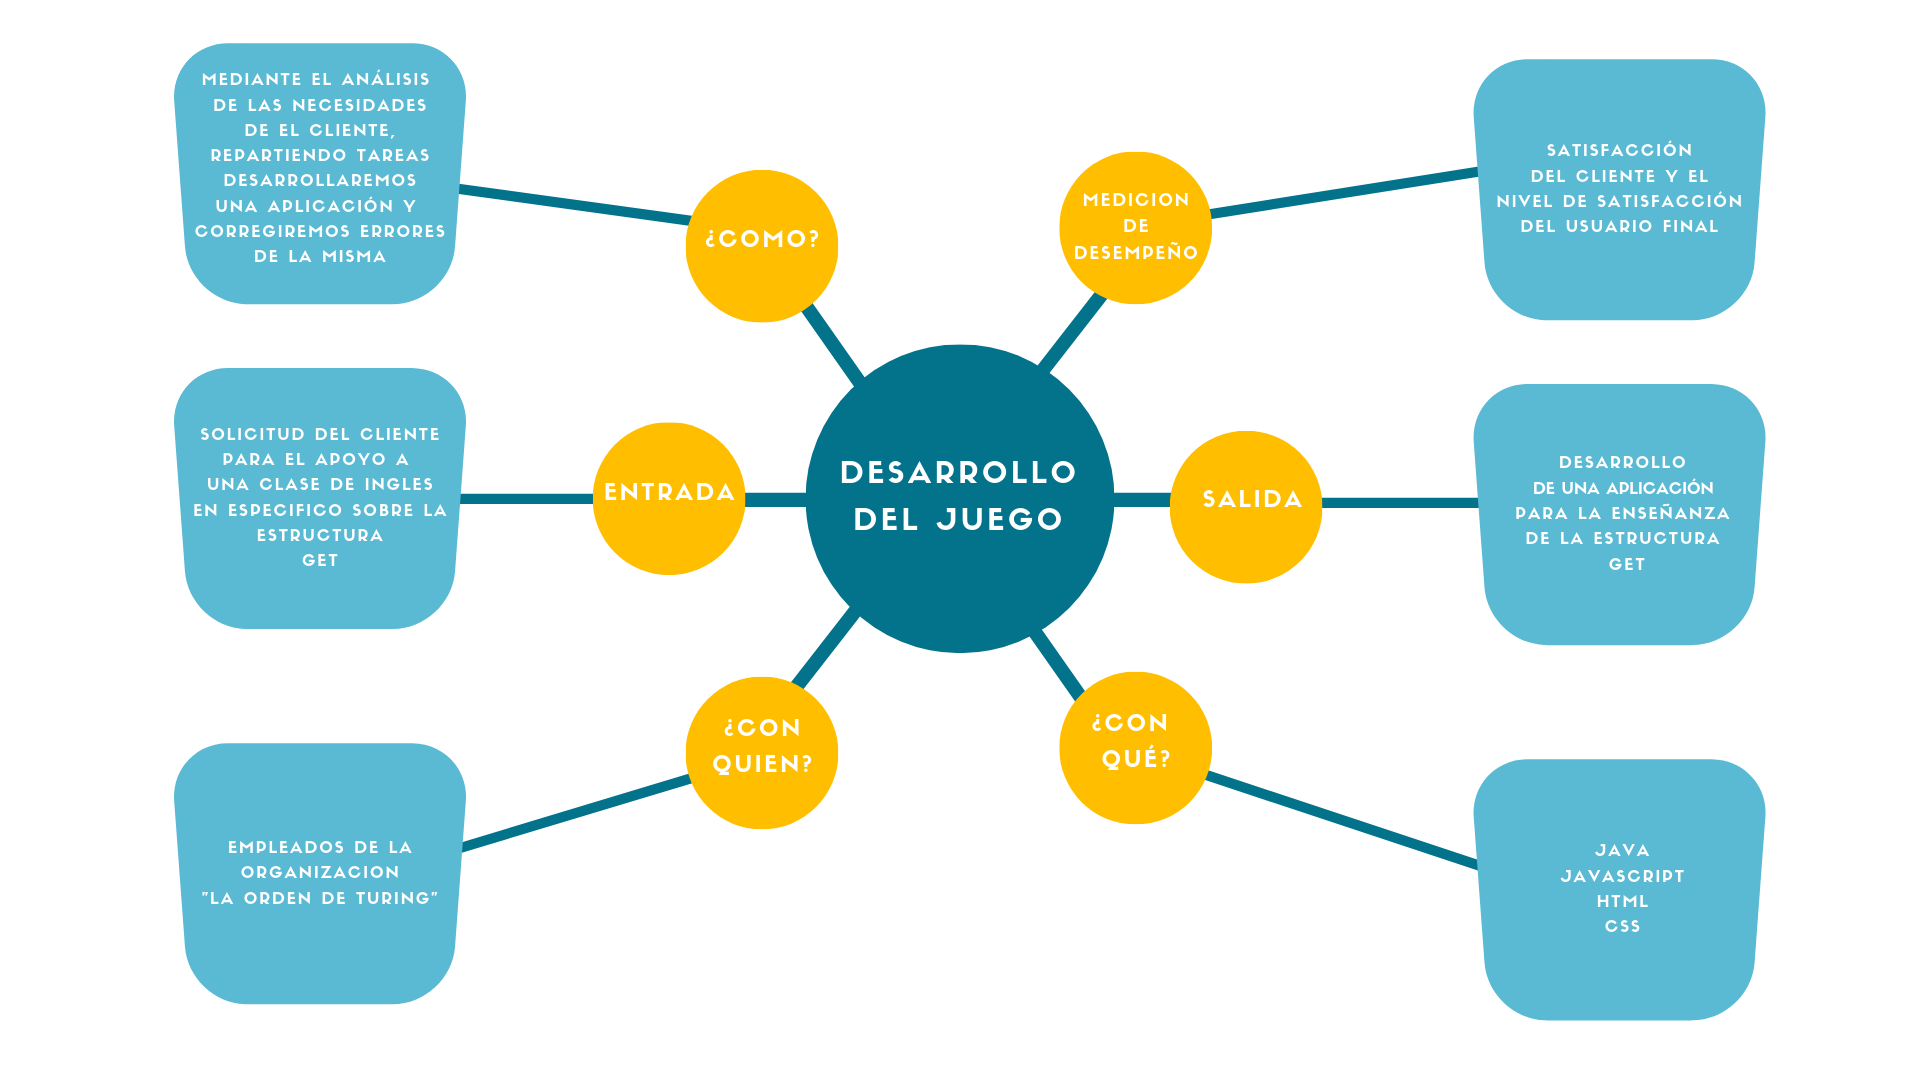 MEDIANTE EL ANÁLISIS
DE LAS NECESIDADES
DE EL CLIENTE,
REPARTIENDO TAREAS
DESARROLLAREMOS
UNA APLICACIÓN Y
CORREGIREMOS ERRORES
DE LA MISMA
¿COMO?
MEDICION
DE
DESEMPEÑO
SATISFACCIÓN
DEL CLIENTE Y EL
NIVEL DE SATISFACCIÓN
DEL USUARIO FINAL
SOLICITUD DEL CLIENTE
PARA EL APOYO A
UNA CLASE DE INGLES
EN ESPECIFICO SOBRE LA
ESTRUCTURA
GET
ENTRADA
DESARROLLO
DEL JUEGO
SALIDA
DESARROLLO
DE UNA APLICACIÓN
PARA LA ENSEÑANZA
DE LA ESTRUCTURA
GET
EMPLEADOS DE LA
ORGANIZACION
"LA ORDEN DE TURING"
¿CON
QUIEN?
¿CON
QUÉ?
JAVA
JAVASCRIPT
HTML
CSS